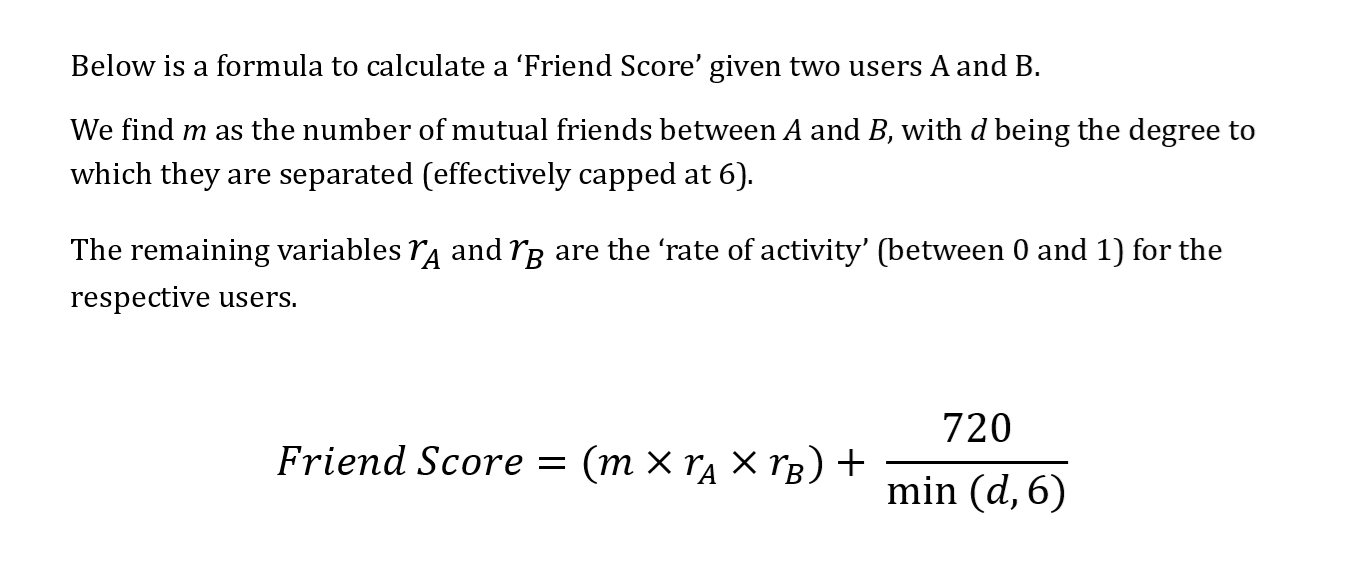 Below is a formula to calculate a ‘Friend Score’ given two users A and B.
We find m as the number of mutual friends between A and B, with d being the degree to
which they are separated (effectively capped at 6).
The remaining variables r_A and r_B are the ‘rate of activity’ (between 0 and 1) for the
respective users.
Friend Score = (m × r_A × r_B) + 720 / min (d, 6)